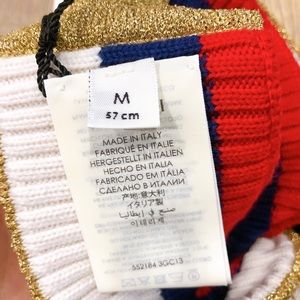 M
57 cm
MADE IN ITALY
FABRIQUÉ EN ITALIE
HERGESTELLT IN ITALIEN
HECHO EN ITALIA
FABRICADO EM ITÁLIA
СДЕЛАНО В ИТАЛИИ
产地:意大利
イタリア製
صنع في إيطاليا
이태리제
552184 3GC13